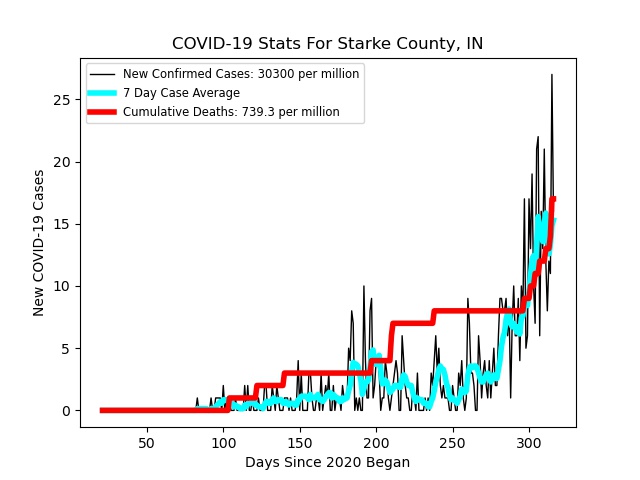 COVID-19 Stats For Starke County, IN
New Confirmed Cases: 30300 per million
7 Day Case Average
Cumulative Deaths: 739.3 per million
New COVID-19 Cases
25
20
15
10
5
0
50 100 150 200 250 300
Days Since 2020 Began